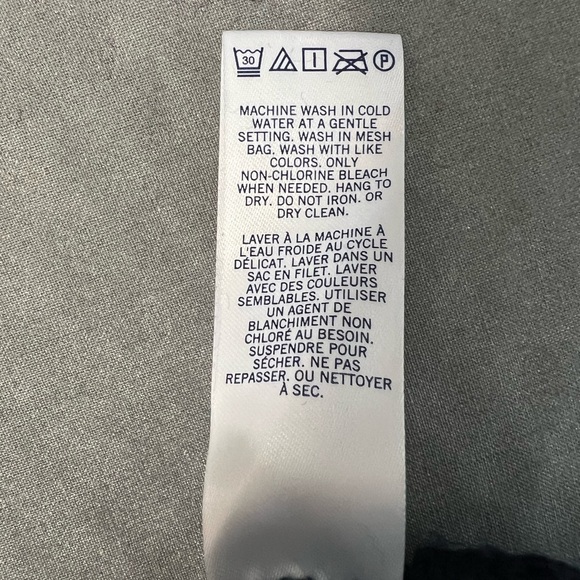 30 P
MACHINE WASH IN COLD
WATER AT A GENTLE
SETTING. WASH IN MESH
BAG. WASH WITH LIKE
COLORS. ONLY
NON-CHLORINE BLEACH
WHEN NEEDED. HANG TO
DRY. DO NOT IRON. OR
DRY CLEAN.
LAVER À LA MACHINE À
L'EAU FROIDE AU CYCLE
DÉLICAT. LAVER DANS UN
SAC EN FILET. LAVER
AVEC DES COULEURS
SEMBLABLES. UTILISER
UN AGENT DE
BLANCHIMENT NON
CHLORÉ AU BESOIN.
SUSPENDRE POUR
SÉCHER. NE PAS
REPASSER. OU NETTOYER
À SEC.